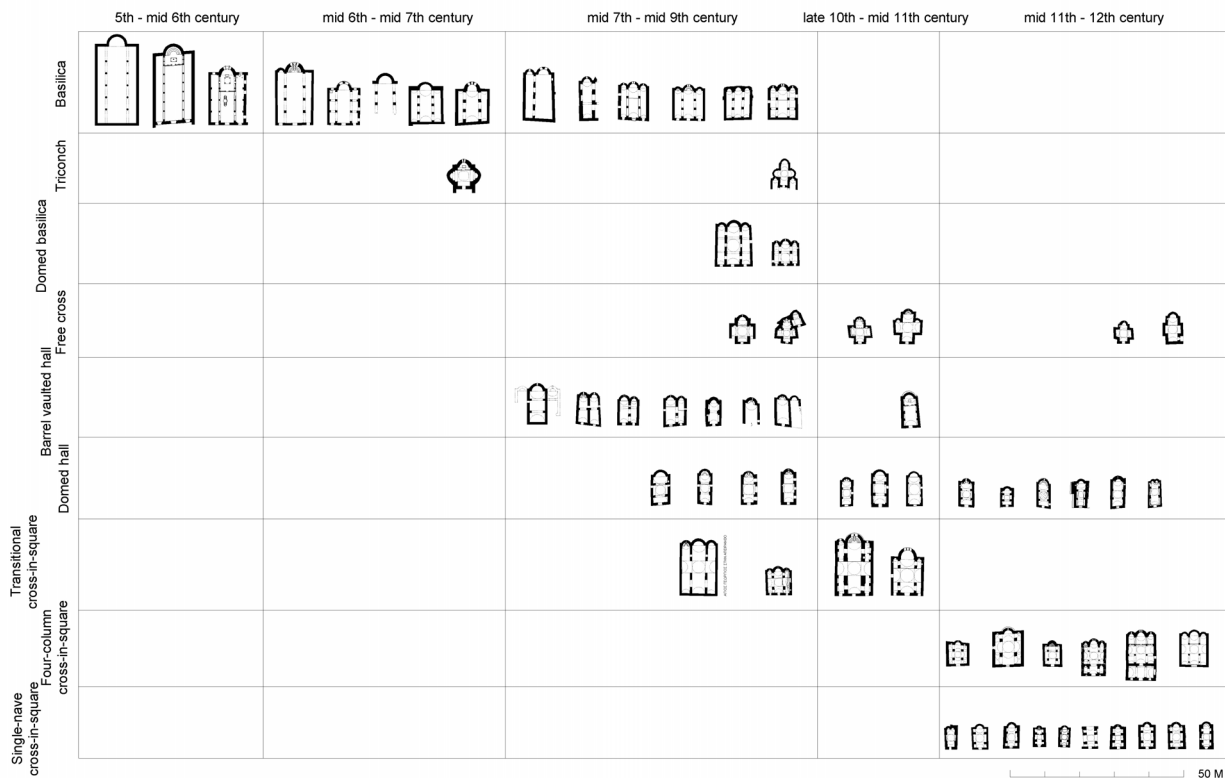 5th - mid 6th century
mid 6th - mid 7th century
mid 7th - mid 9th century
late 10th - mid 11th century
mid 11th - 12th century
Basilica
Triconch
Domed basilica
Free cross
Barrel vaulted hall
Domed hall
Transitional
cross-in-square
Four-column
cross-in-square
Single-nave
cross-in-square
50 M